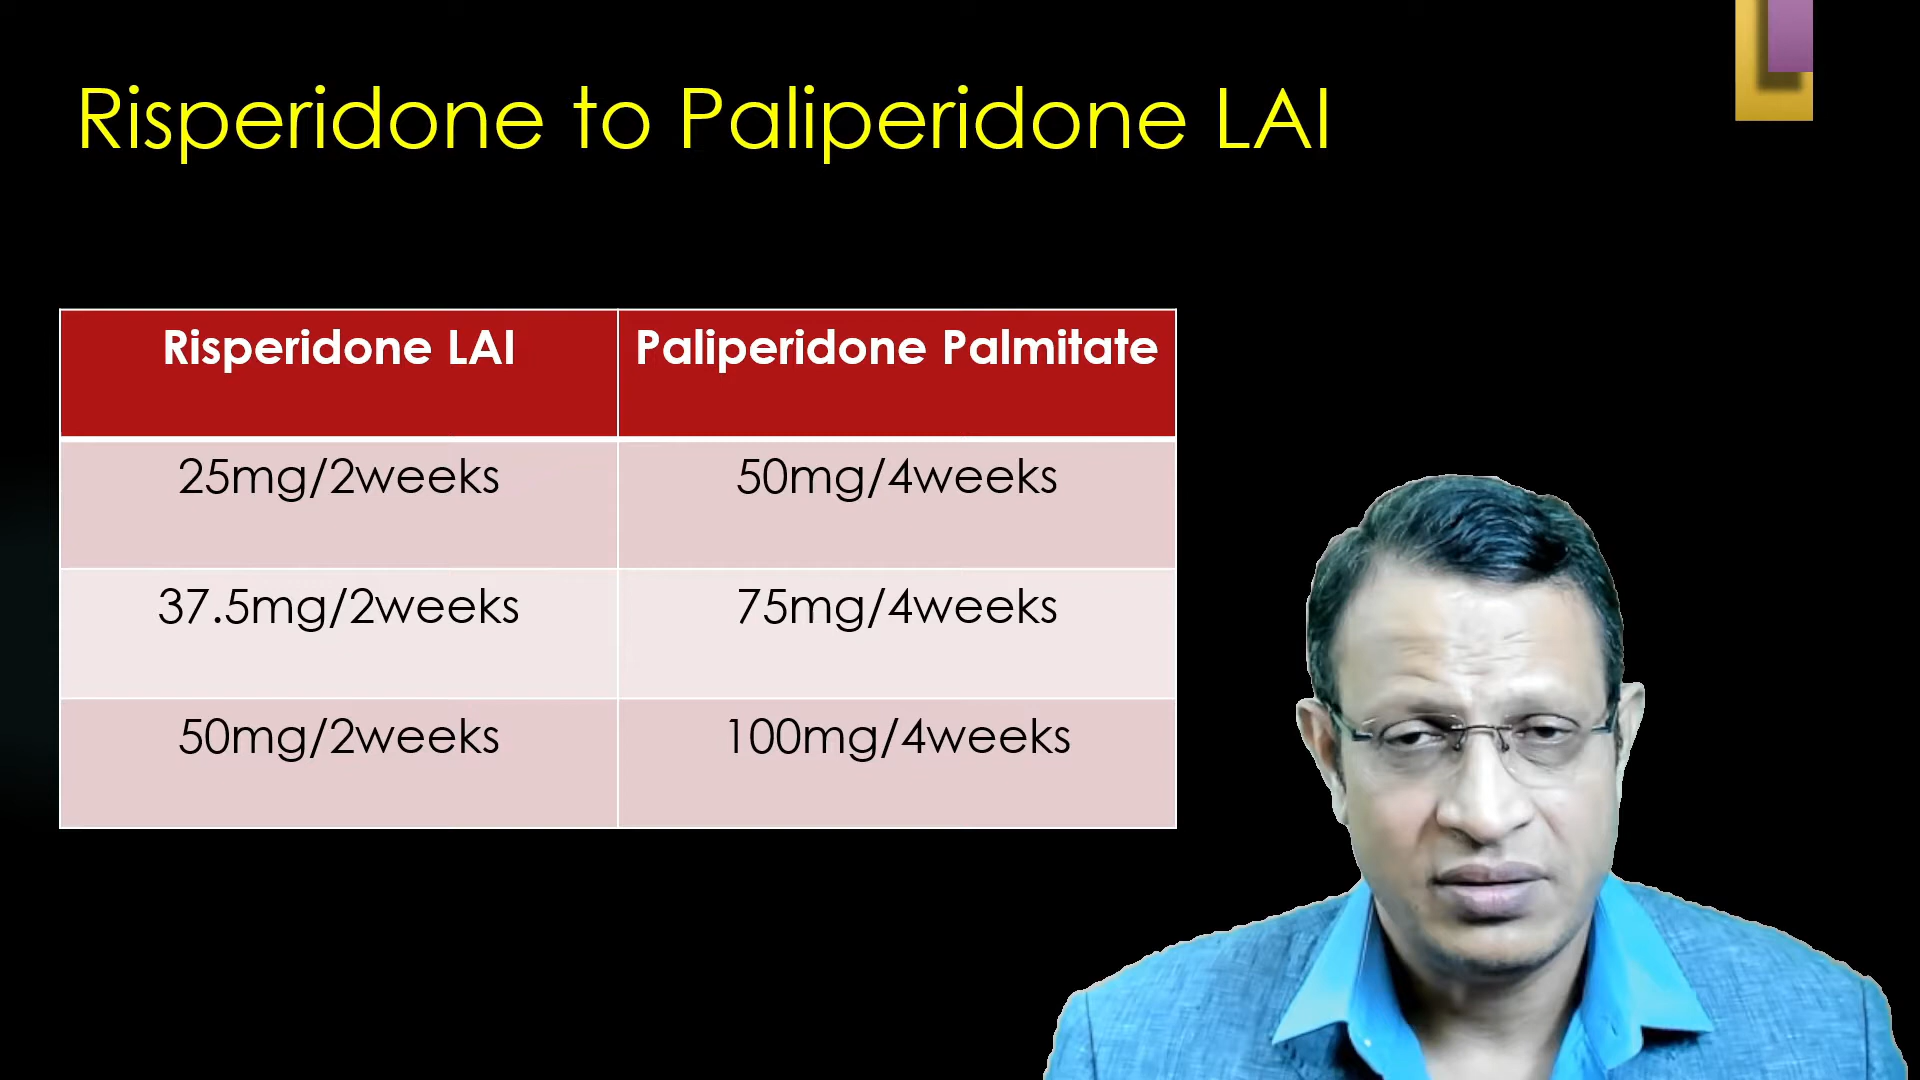 Risperidone to Paliperidone LAI
Risperidone LAI Paliperidone Palmitate
25mg/2weeks 50mg/4weeks
37.5mg/2weeks 75mg/4weeks
50mg/2weeks 100mg/4weeks